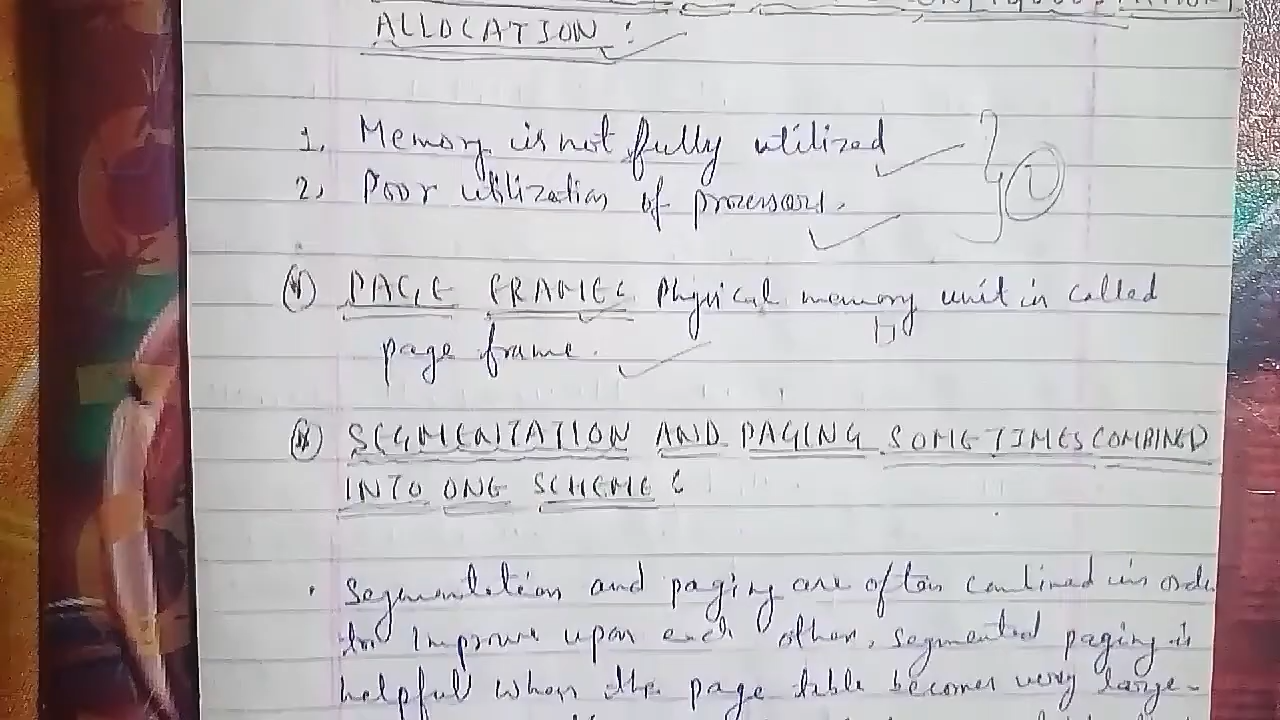 ALLOCATION :
1. Memory is not fully utilized
2, Poor utilization of processors.
1
(v) PAGE FRAME: Physical memory unit is called
page frame.
SEGMENTATION AND PAGING SOMETIMES COMBINED
INTO ONE SCHEME :
• Segmentation and paging are often combined in order
to improve upon each other, segmented paging is
helpful when the page table becomes very large-